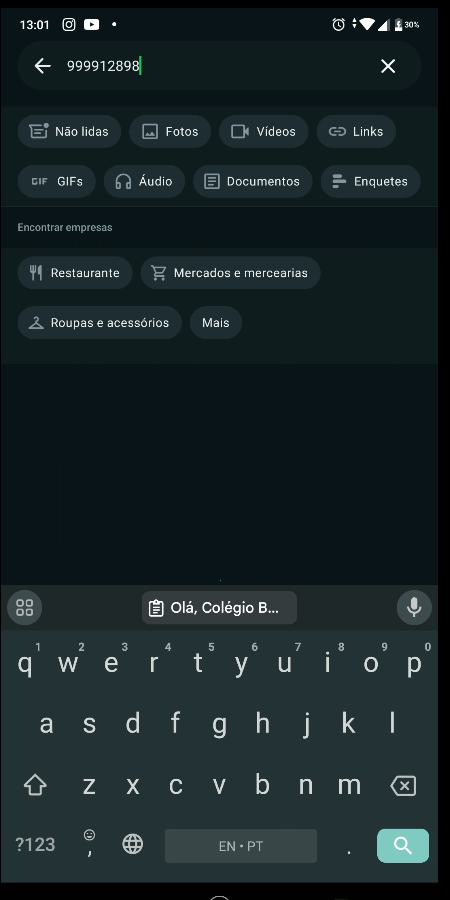 13:01 30%
999912898
Não lidas Fotos Vídeos Links
GIF GIFs Áudio Documentos Enquetes
Encontrar empresas
Restaurante Mercados e mercearias
Roupas e acessórios Mais
Olá, Colégio B...
1 2 3 4 5 6 7 8 9 0
q w e r t y u i o p
a s d f g h j k l
z x c v b n m
?123 , EN • PT .